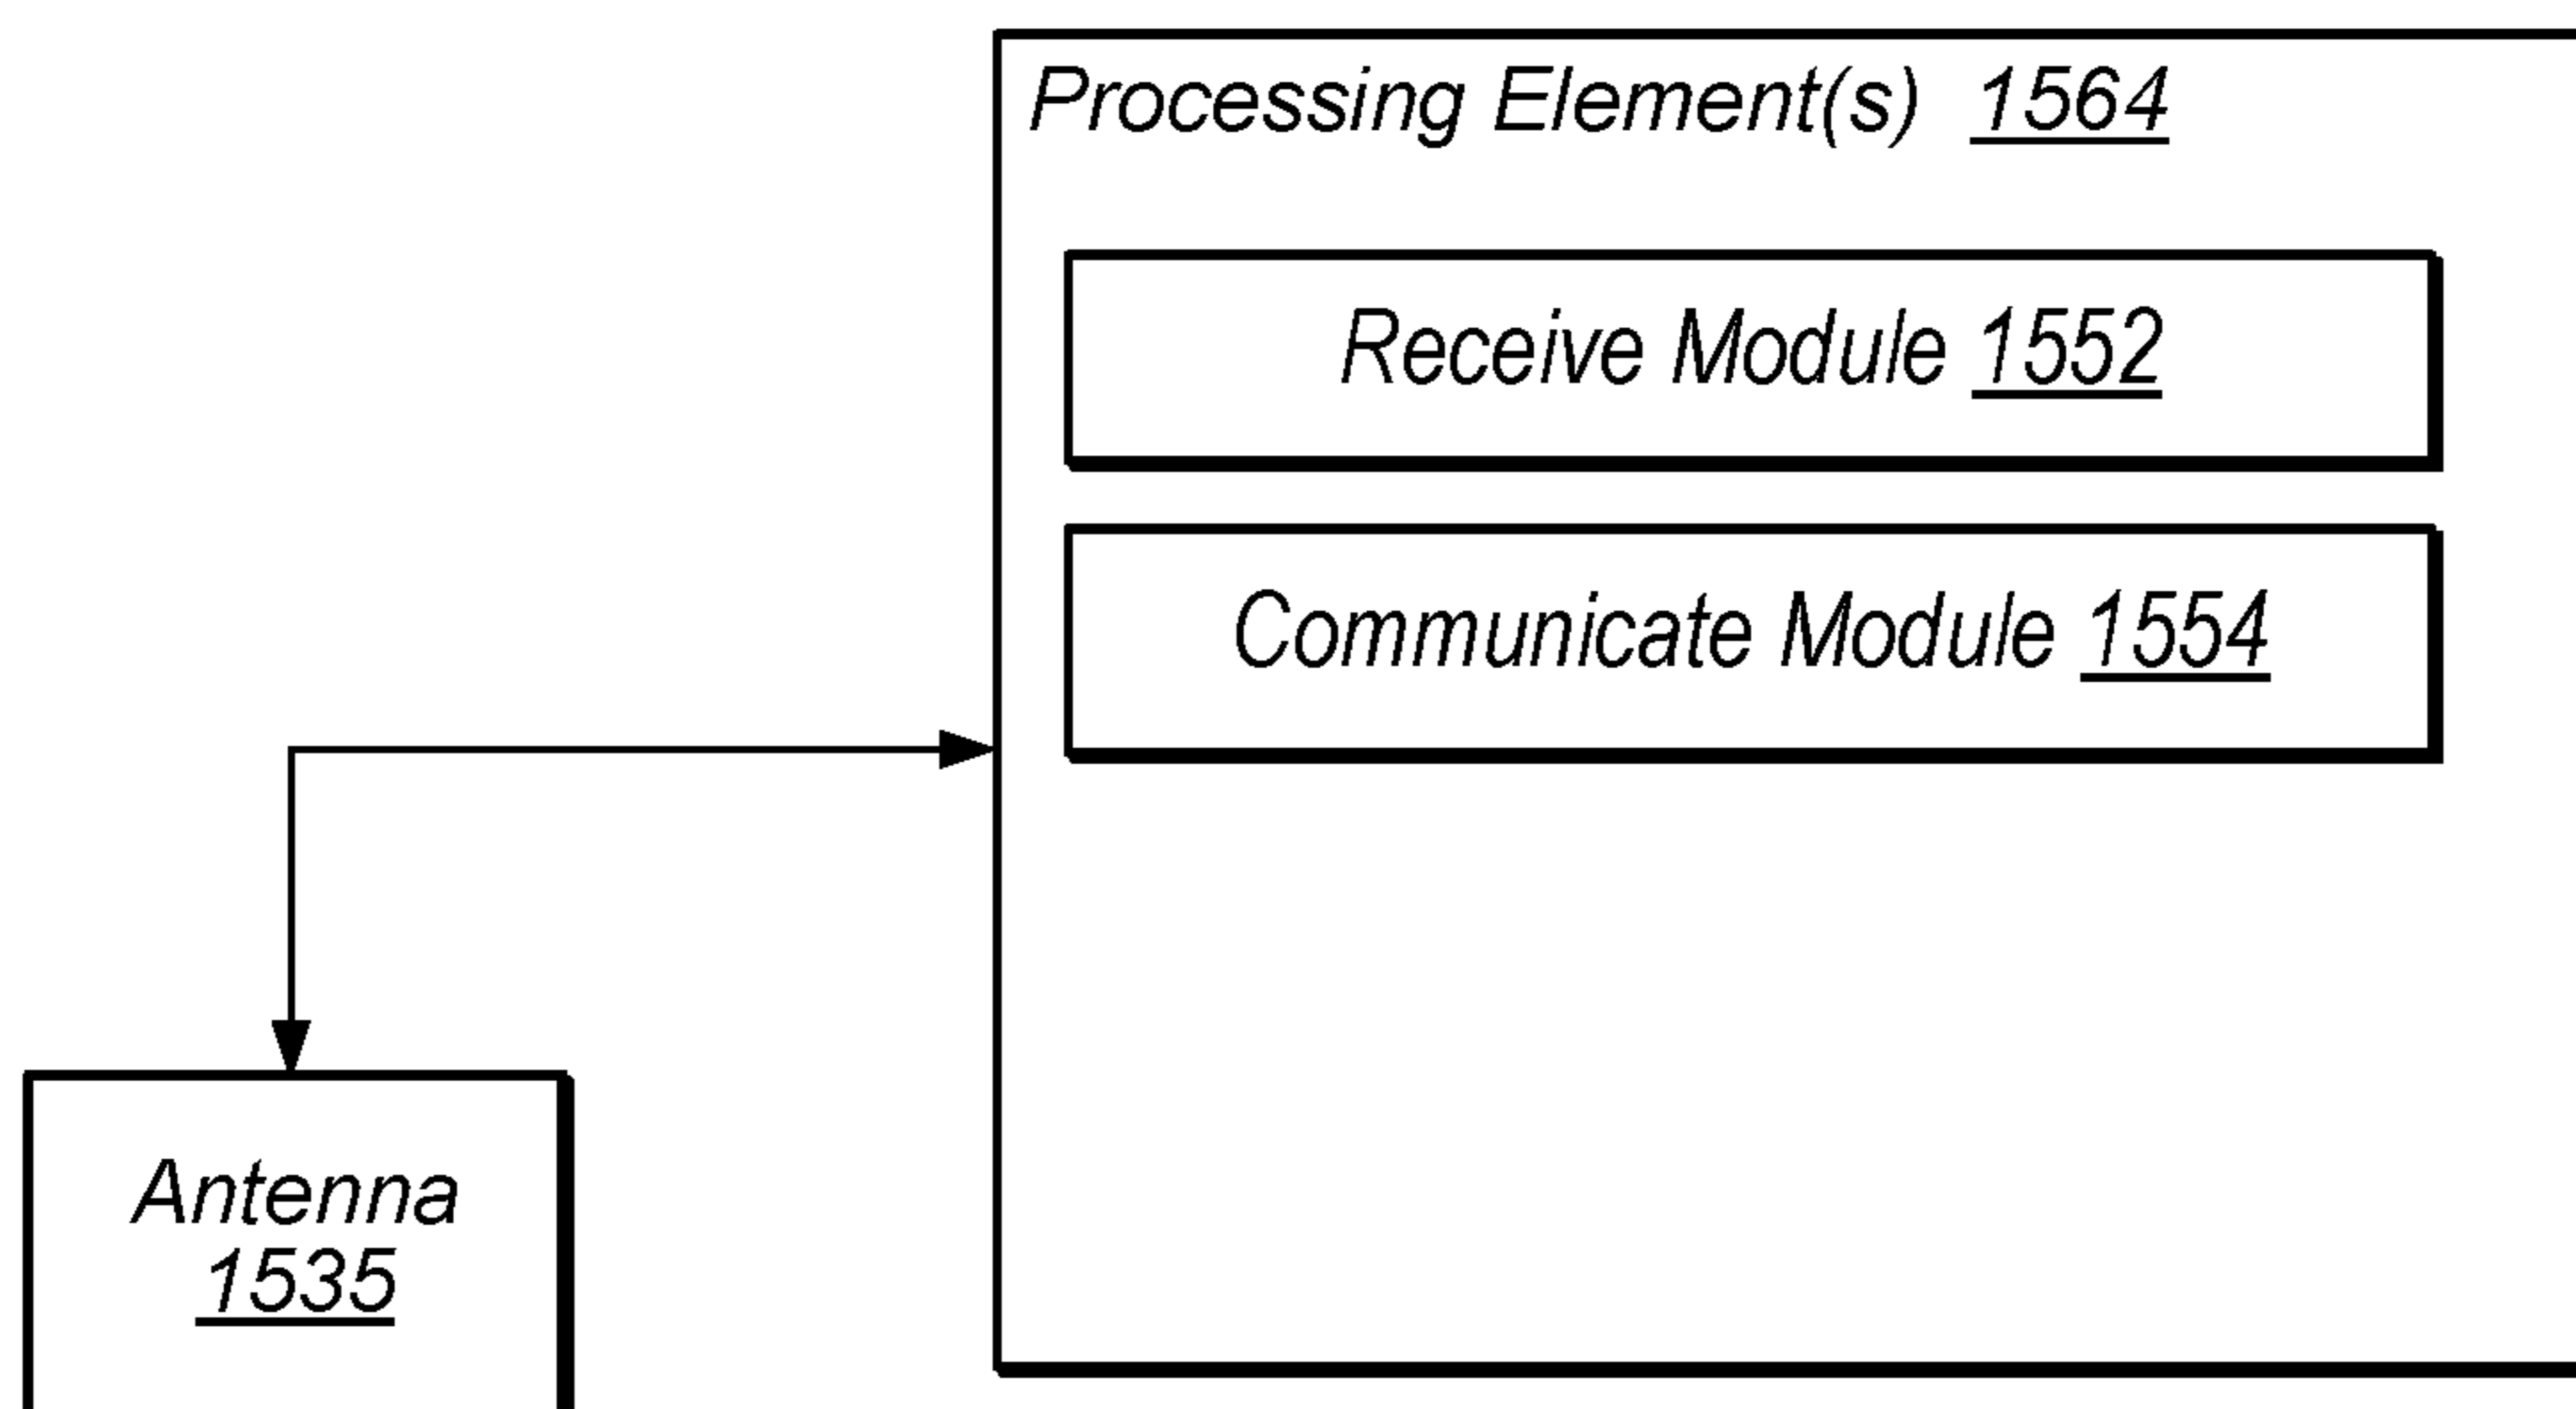 Processing Element(s) 1564
Receive Module 1552
Communicate Module 1554
Antenna
1535